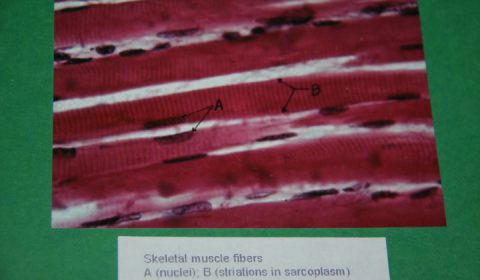 A
B
Skeletal muscle fibers
A (nuclei); B (striations in sarcoplasm)